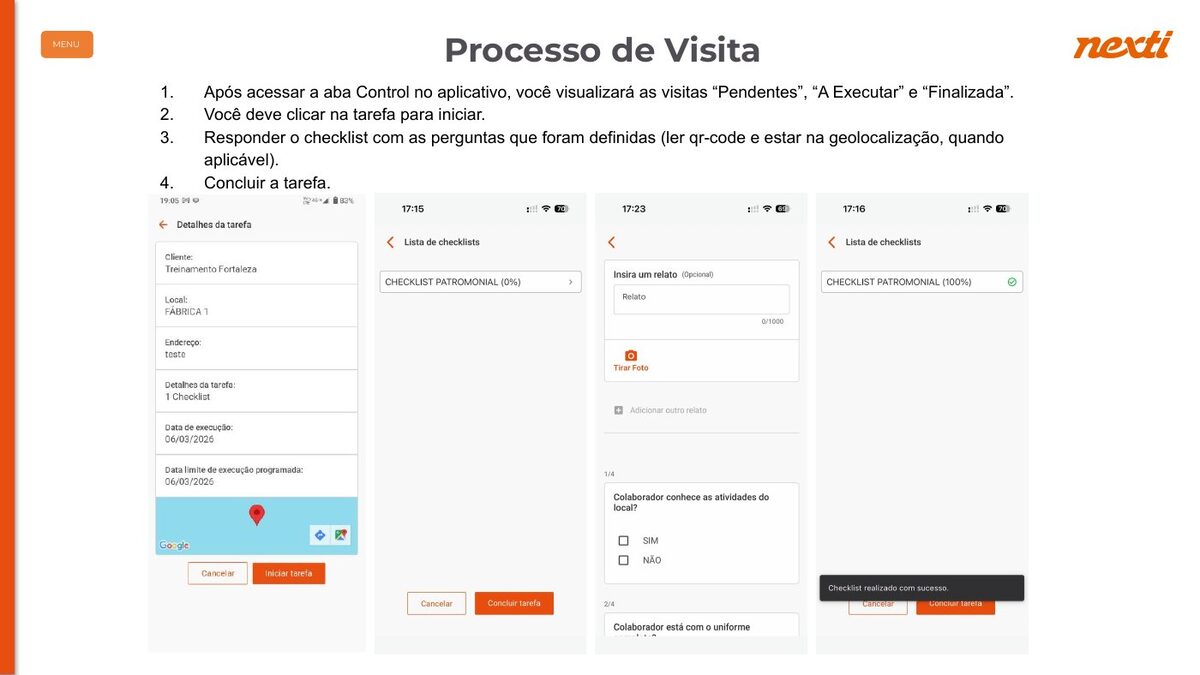 MENU
Processo de Visita
nexti
1. Após acessar a aba Control no aplicativo, você visualizará as visitas “Pendentes”, “A Executar” e “Finalizada”.
2. Você deve clicar na tarefa para iniciar.
3. Responder o checklist com as perguntas que foram definidas (ler qr-code e estar na geolocalização, quando
aplicável).
4. Concluir a tarefa.
19:05
83%
Detalhes da tarefa
Cliente:
Treinamento Fortaleza
Local:
FÁBRICA 1
Endereço:
teste
Detalhes da tarefa:
1 Checklist
Data de execução:
06/03/2026
Data limite de execução programada:
06/03/2026
Google
Cancelar
Iniciar tarefa
17:15
70
Lista de checklists
CHECKLIST PATROMONIAL (0%)
Cancelar
Concluir tarefa
17:23
Insira um relato (Opcional)
Relato
0/1000
Tirar Foto
Adicionar outro relato
1/4
Colaborador conhece as atividades do
local?
SIM
NÃO
2/4
Colaborador está com o uniforme
17:16
70
Lista de checklists
CHECKLIST PATROMONIAL (100%)
Checklist realizado com sucesso.
Cancelar
Concluir tarefa